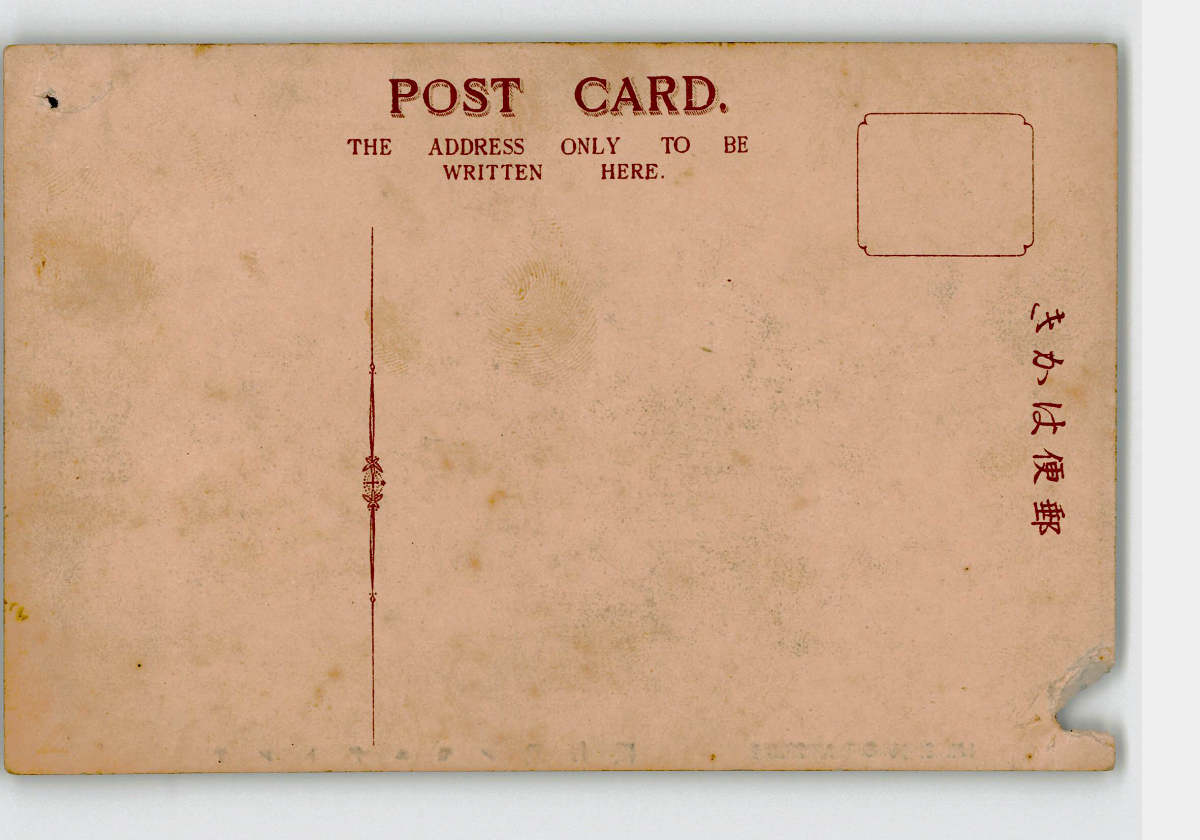 POST CARD.
THE ADDRESS ONLY TO BE
WRITTEN HERE.
郵便はかき